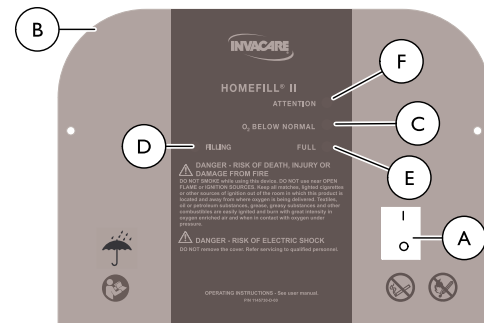 B
INVACARE
HOMEFILL® II
F
ATTENTION
O₂ BELOW NORMAL
C
D
FILLING
FULL
E
DANGER - RISK OF DEATH, INJURY OR
DAMAGE FROM FIRE
DO NOT SMOKE while using this device. DO NOT use near OPEN
FLAME or IGNITION SOURCES. Keep all matches, lighted cigarettes
or other sources of ignition out of the room in which this product is
located and away from where oxygen is being delivered. Textiles,
oil or petroleum substances, grease, greasy substances and other
combustibles are easily ignited and burn with great intensity in
oxygen enriched air and when in contact with oxygen under
pressure.
I
O
A
DANGER - RISK OF ELECTRIC SHOCK
DO NOT remove the cover. Refer servicing to qualified personnel.
OPERATING INSTRUCTIONS - See user manual.